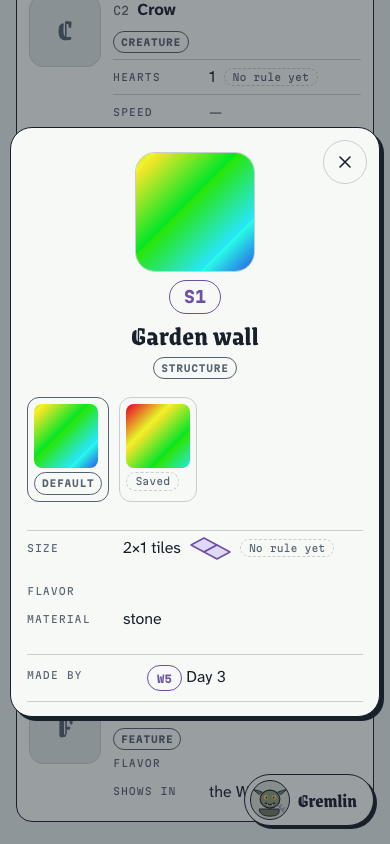 C
C2 Crow
CREATURE
HEARTS 1 No rule yet
SPEED —
S1
Garden wall
STRUCTURE
DEFAULT Saved
SIZE 2×1 tiles No rule yet
FLAVOR
MATERIAL stone
MADE BY W5 Day 3
F
FEATURE
FLAVOR
SHOWS IN the W
Gremlin